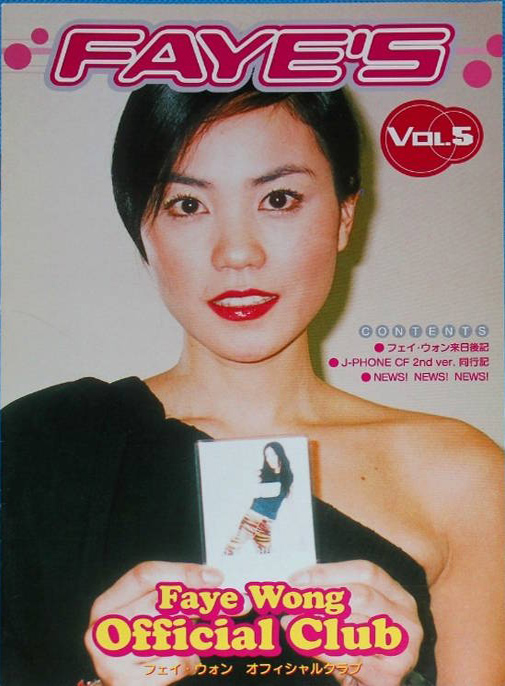 FAYE'S
VOL.5
CONTENTS
●フェイ・ウォン来日後記
●J-PHONE CF 2nd ver. 同行記
●NEWS! NEWS! NEWS!
Faye Wong
Official Club
フェイ・ウォン オフィシャルクラブ